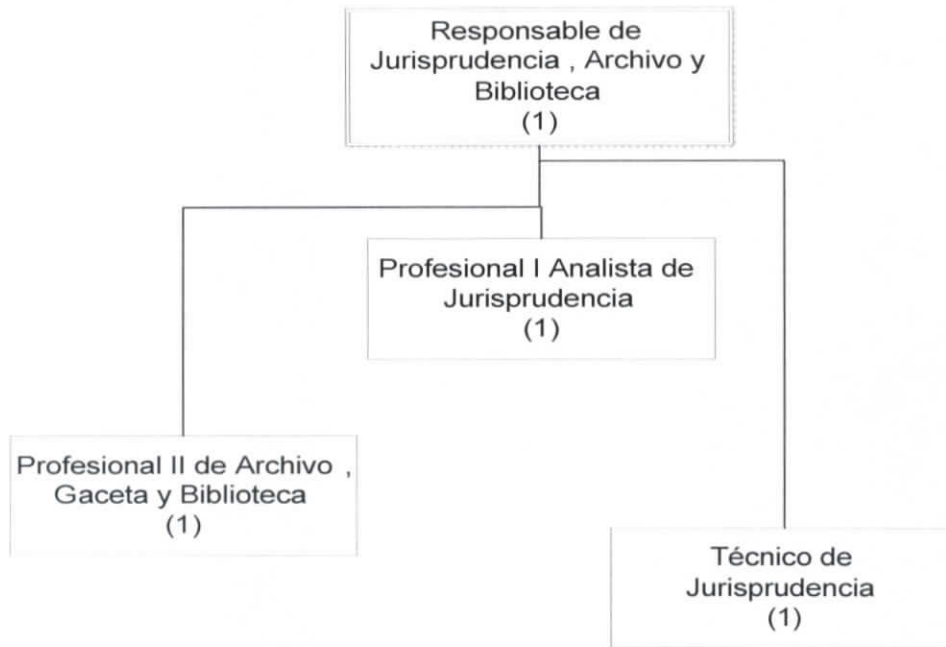 Responsable de
Jurisprudencia , Archivo y
Biblioteca
(1)
Profesional I Analista de
Jurisprudencia
(1)
Profesional II de Archivo ,
Gaceta y Biblioteca
(1)
Técnico de
Jurisprudencia
(1)